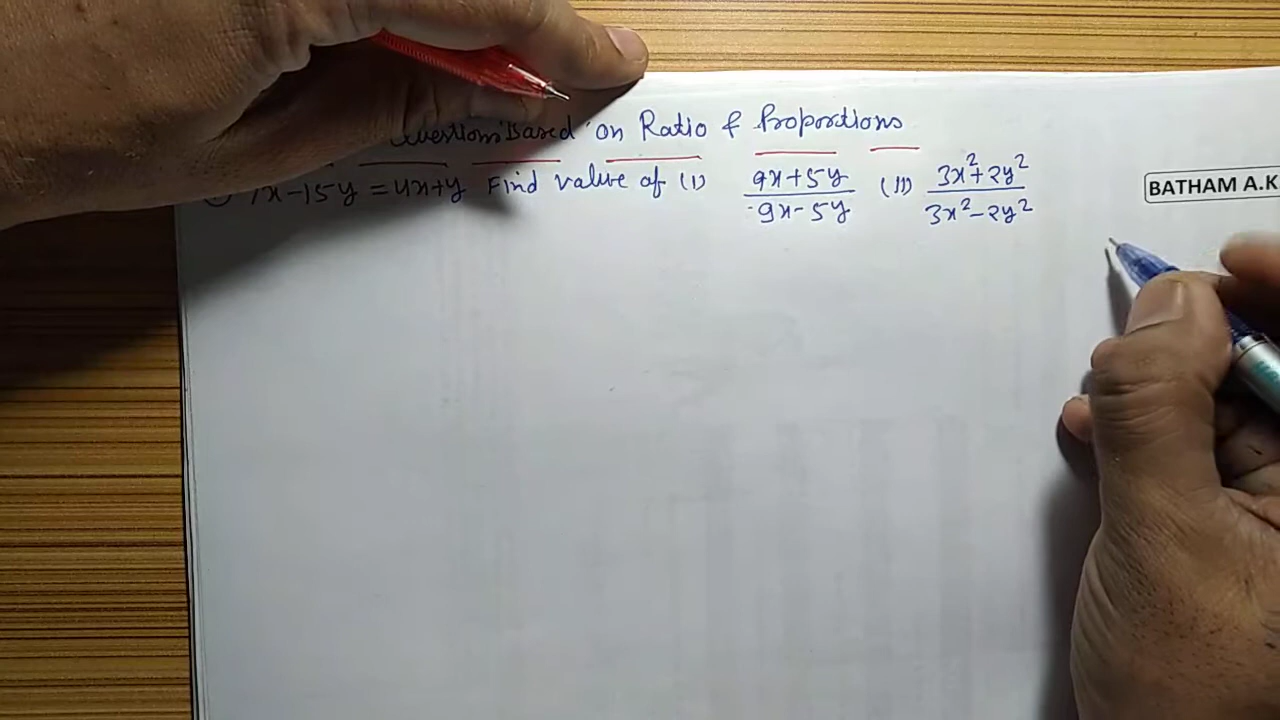 Questions Based on Ratio & Proportions
7x-15y = 4x+y Find value of (I) 9x+5y / 9x-5y (II) 3x²+2y² / 3x²-2y²
BATHAM A.K